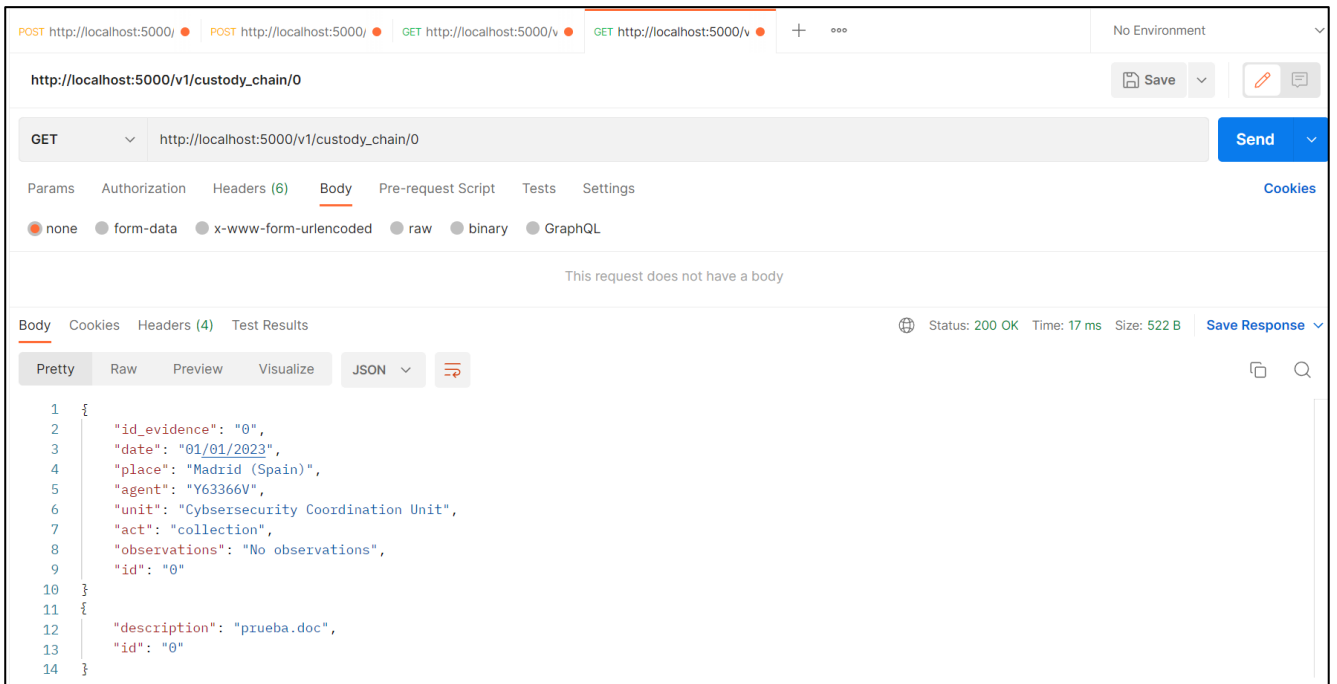 POST http://localhost:5000/ POST http://localhost:5000/ GET http://localhost:5000/v GET http://localhost:5000/v No Environment
http://localhost:5000/v1/custody_chain/0 Save
GET http://localhost:5000/v1/custody_chain/0 Send
Params Authorization Headers (6) Body Pre-request Script Tests Settings Cookies
none form-data x-www-form-urlencoded raw binary GraphQL
This request does not have a body
Body Cookies Headers (4) Test Results Status: 200 OK Time: 17 ms Size: 522 B Save Response
Pretty Raw Preview Visualize JSON
1 {
2 "id_evidence": "0",
3 "date": "01/01/2023",
4 "place": "Madrid (Spain)",
5 "agent": "Y63366V",
6 "unit": "Cybsersecurity Coordination Unit",
7 "act": "collection",
8 "observations": "No observations",
9 "id": "0"
10 }
11 {
12 "description": "prueba.doc",
13 "id": "0"
14 }